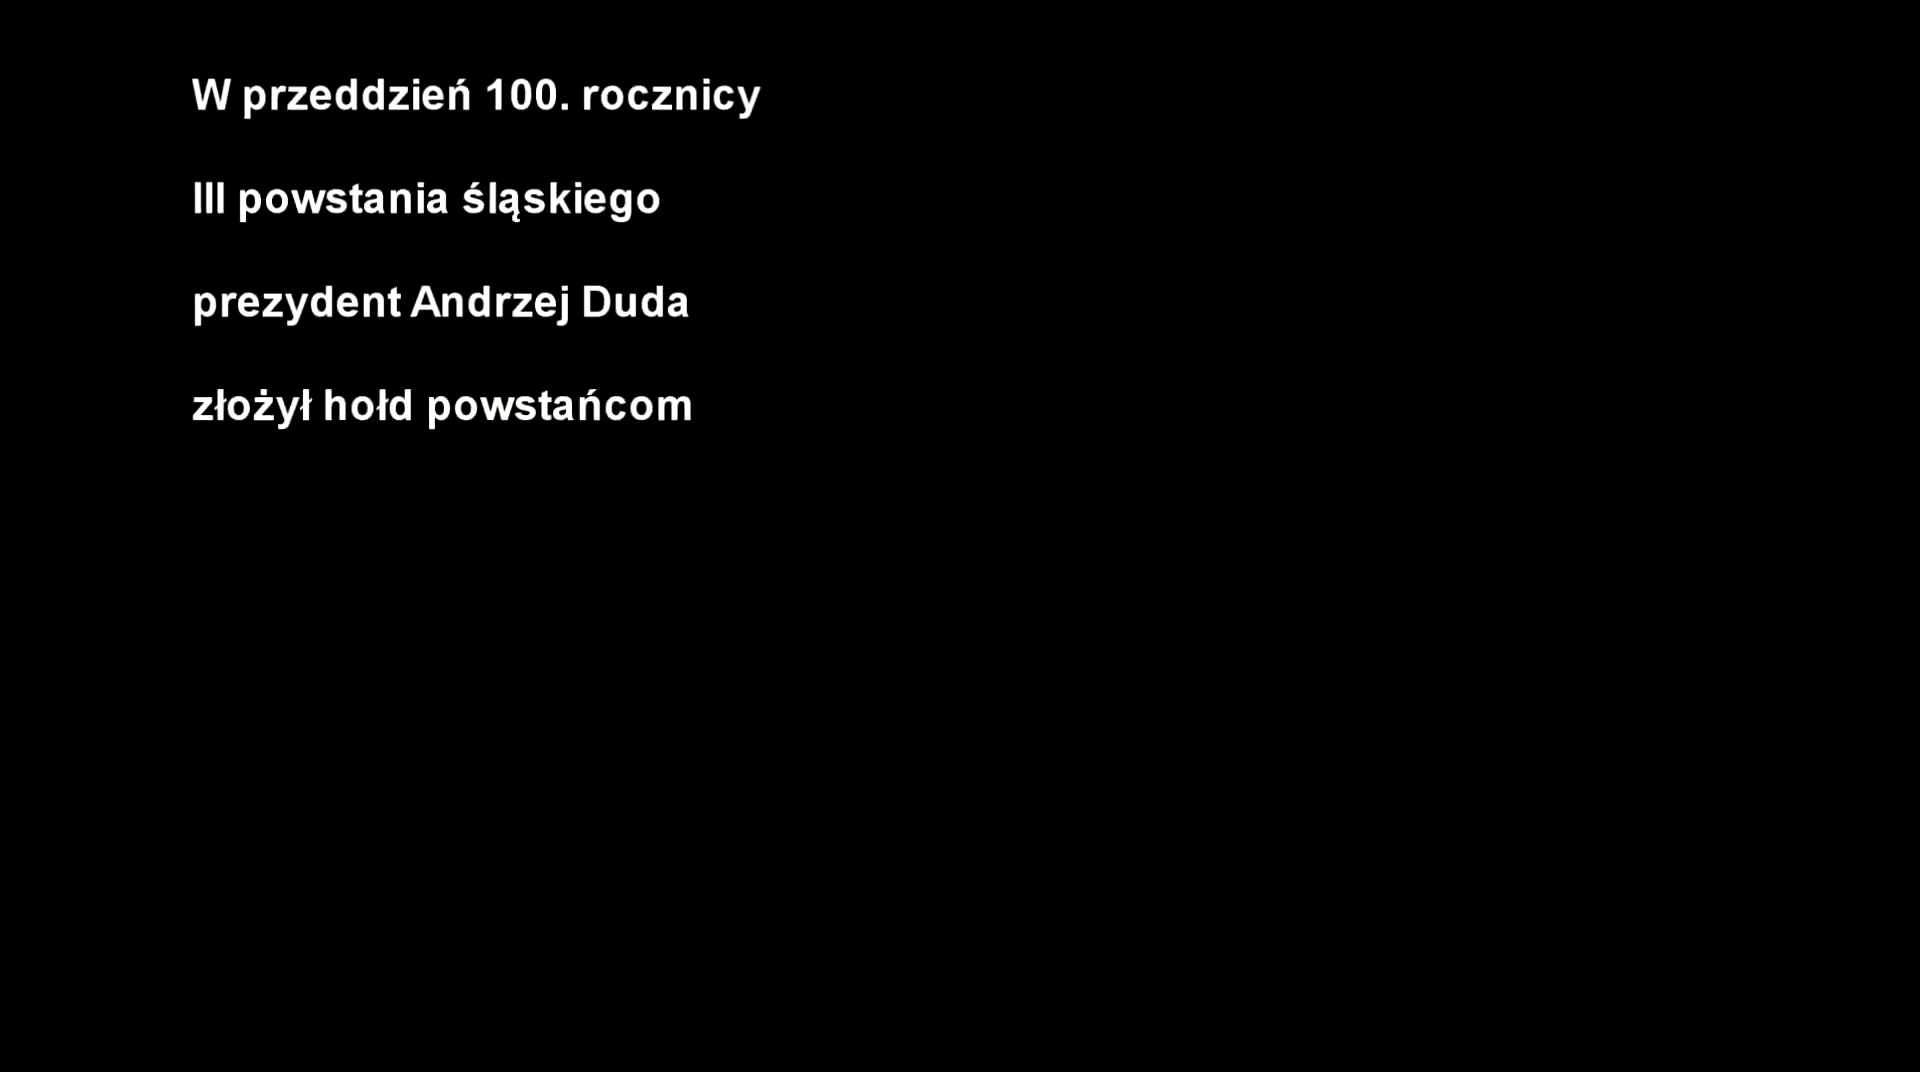 W przeddzień 100. rocznicy
III powstania śląskiego
prezydent Andrzej Duda
złożył hołd powstańcom